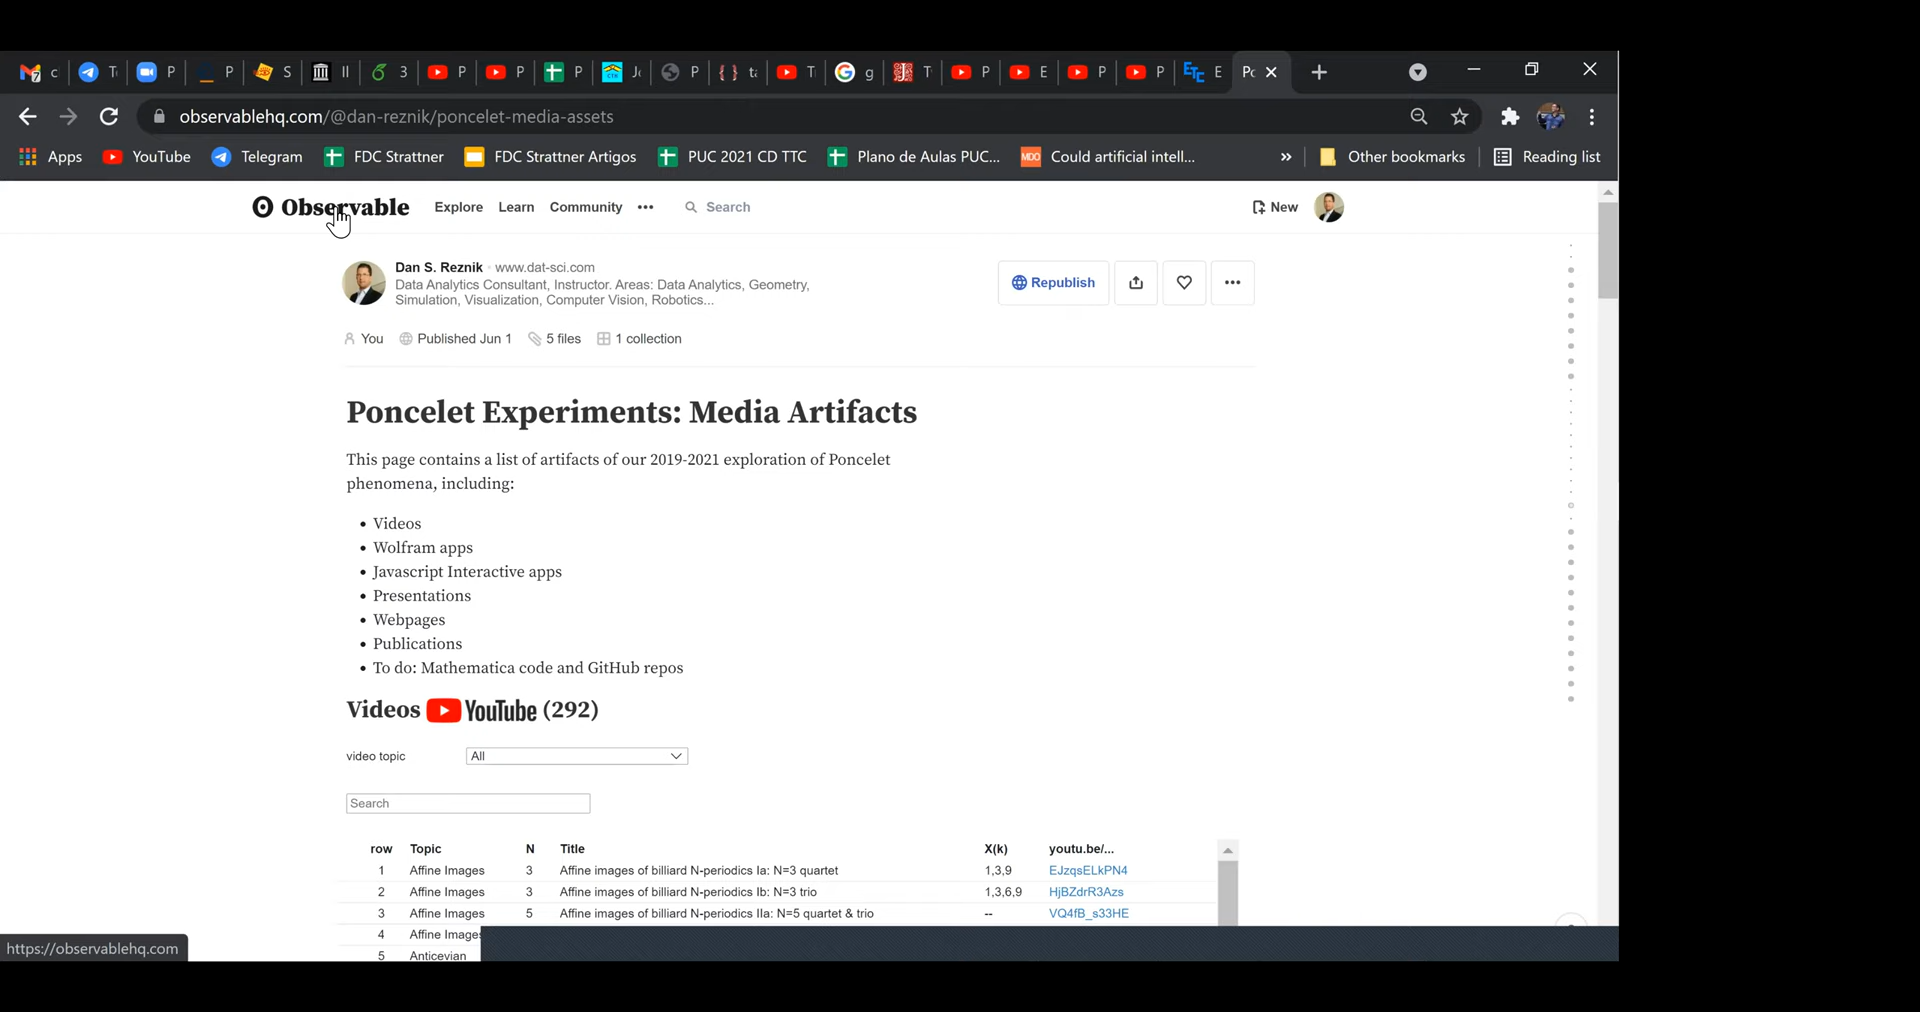 observablehq.com/@dan-reznik/poncelet-media-assets
Apps YouTube Telegram FDC Strattner FDC Strattner Artigos PUC 2021 CD TTC Plano de Aulas PUC... Could artificial intell... » Other bookmarks Reading list
Observable Explore Learn Community ••• Search New
Dan S. Reznik · www.dat-sci.com
Data Analytics Consultant, Instructor. Areas: Data Analytics, Geometry,
Simulation, Visualization, Computer Vision, Robotics...
Republish
You Published Jun 1 5 files 1 collection
Poncelet Experiments: Media Artifacts
This page contains a list of artifacts of our 2019-2021 exploration of Poncelet
phenomena, including:
• Videos
• Wolfram apps
• Javascript Interactive apps
• Presentations
• Webpages
• Publications
• To do: Mathematica code and GitHub repos
Videos YouTube (292)
video topic All
Search
row Topic N Title X(k) youtu.be/...
1 Affine Images 3 Affine images of billiard N-periodics Ia: N=3 quartet 1,3,9 EJzqsELkPN4
2 Affine Images 3 Affine images of billiard N-periodics Ib: N=3 trio 1,3,6,9 HjBZdrR3Azs
3 Affine Images 5 Affine images of billiard N-periodics IIa: N=5 quartet & trio -- VQ4fB_s33HE
4 Affine Images
5 Anticevian
https://observablehq.com